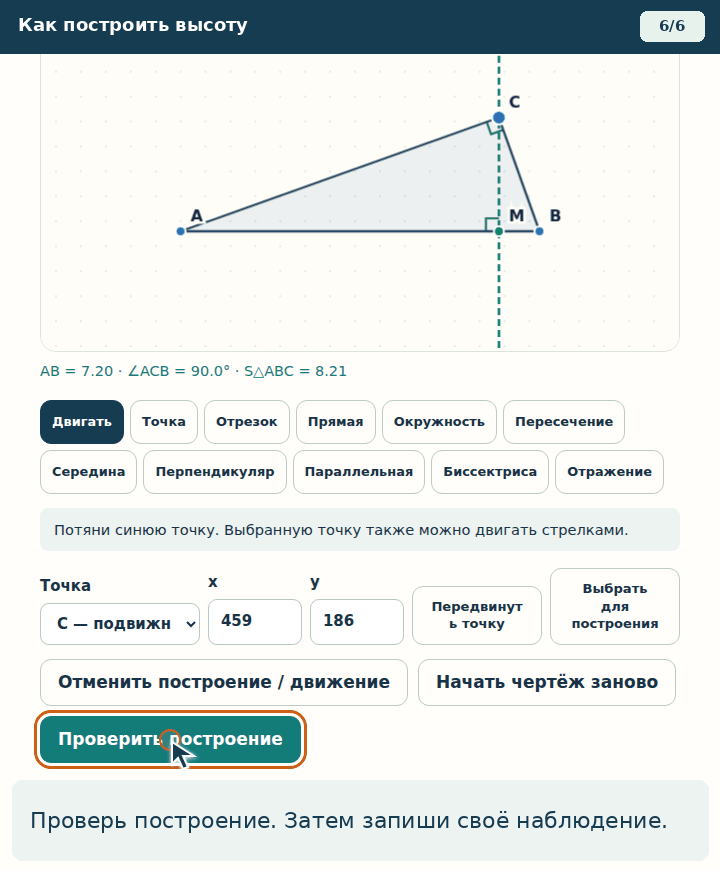 Как построить высоту
6/6
C
A
M
B
AB = 7.20 · ∠ACB = 90.0° · S△ABC = 8.21
Двигать
Точка
Отрезок
Прямая
Окружность
Пересечение
Середина
Перпендикуляр
Параллельная
Биссектриса
Отражение
Потяни синюю точку. Выбранную точку также можно двигать стрелками.
Точка
x
y
C — подвижн
459
186
Передвинут
ь точку
Выбрать
для
построения
Отменить построение / движение
Начать чертёж заново
Проверить построение
Проверь построение. Затем запиши своё наблюдение.